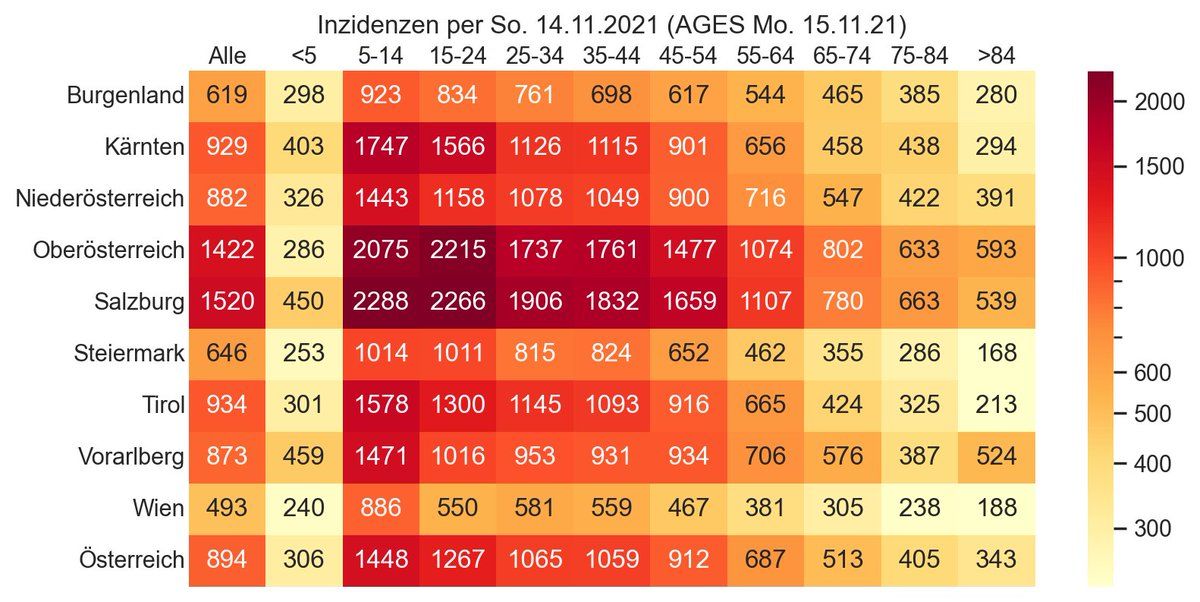 Inzidenzen per So. 14.11.2021 (AGES Mo. 15.11.21)
Alle <5 5-14 15-24 25-34 35-44 45-54 55-64 65-74 75-84 >84
Burgenland 619 298 923 834 761 698 617 544 465 385 280
Kärnten 929 403 1747 1566 1126 1115 901 656 458 438 294
Niederösterreich 882 326 1443 1158 1078 1049 900 716 547 422 391
Oberösterreich 1422 286 2075 2215 1737 1761 1477 1074 802 633 593
Salzburg 1520 450 2288 2266 1906 1832 1659 1107 780 663 539
Steiermark 646 253 1014 1011 815 824 652 462 355 286 168
Tirol 934 301 1578 1300 1145 1093 916 665 424 325 213
Vorarlberg 873 459 1471 1016 953 931 934 706 576 387 524
Wien 493 240 886 550 581 559 467 381 305 238 188
Österreich 894 306 1448 1267 1065 1059 912 687 513 405 343
2000
1500
1000
600
500
400
300